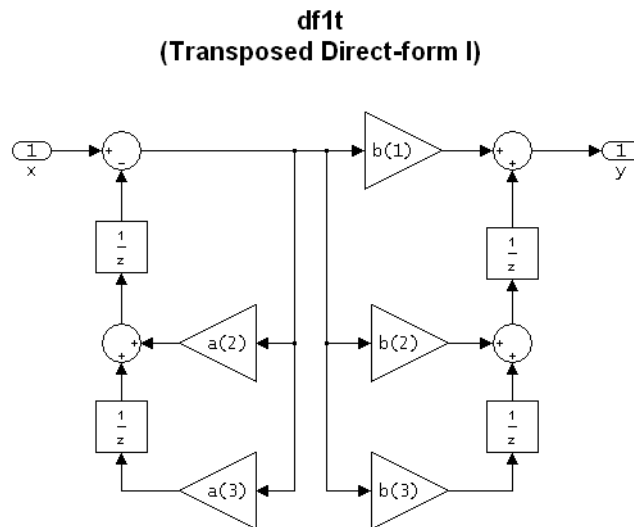 df1t
(Transposed Direct-form I)
1
x
+
-
b(1)
+
+
1
y
1
z
1
z
+
+
a(2)
b(2)
+
+
1
z
1
z
a(3)
b(3)